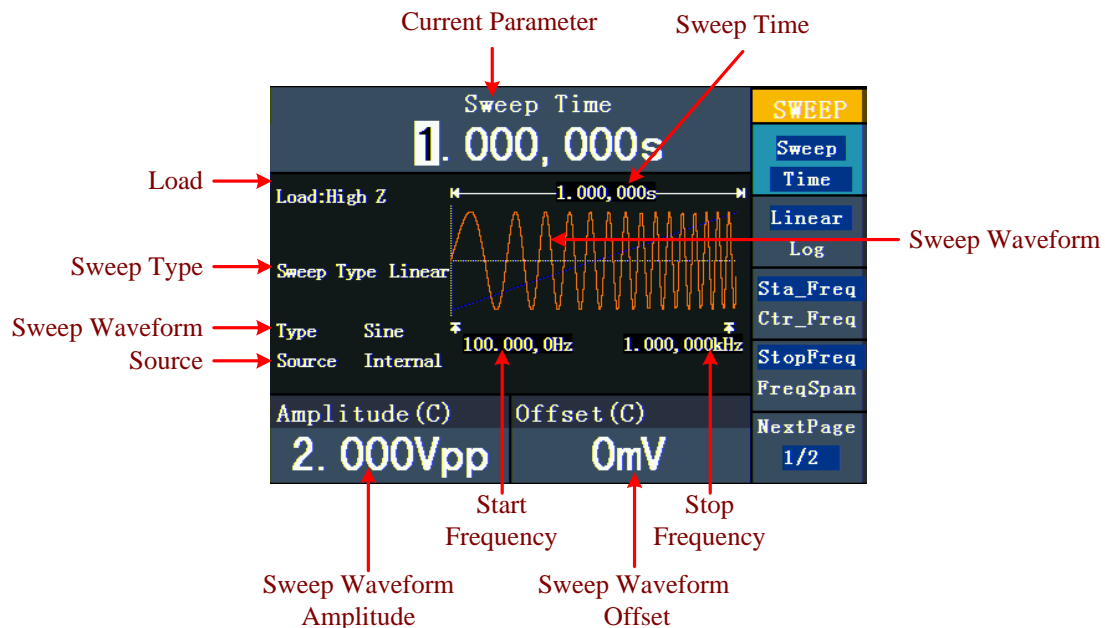 Current Parameter
Sweep Time
Sweep Time
1.000,000s
SWEEP
Sweep
Time
Load
Load:High Z
1.000,000s
Linear
Log
Sweep Waveform
Sweep Type
Sweep Type Linear
Sta_Freq
Ctr_Freq
Sweep Waveform
Type Sine
100.000,0Hz
1.000,000kHz
Source
Source Internal
StopFreq
FreqSpan
Amplitude(C)
Offset(C)
NextPage
1/2
2.000Vpp
0mV
Start
Frequency
Stop
Frequency
Sweep Waveform
Amplitude
Sweep Waveform
Offset